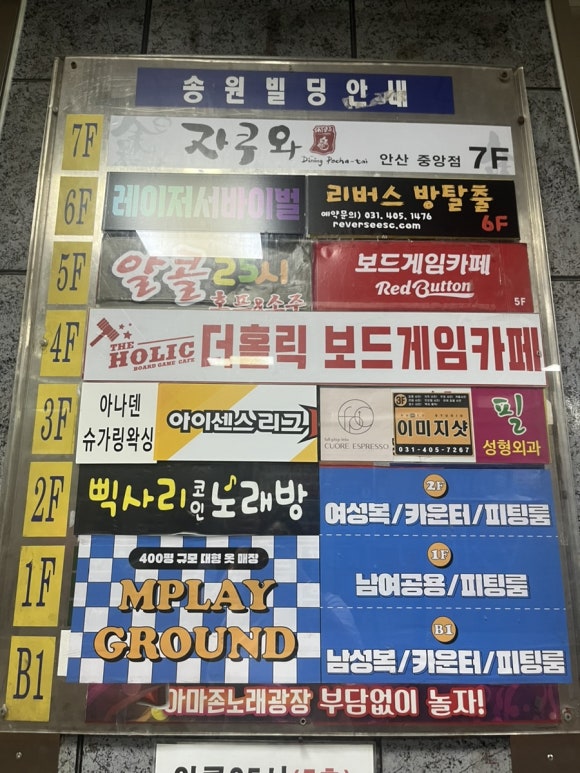 송원빌딩안내
7F
자쿠와
Dining Pocha-tai
안산 중앙점 7F
6F
레이저서바이벌
리버스 방탈출
예약문의) 031. 405. 1476
reverseesc.com
6F
5F
알콜25시
호프&소주
보드게임카페
RedButton
5F
4F
THE HOLIC
BOARD GAME CAFE
더홀릭 보드게임카페
3F
아나덴
슈가링왁싱
아이센스리그
CUORE ESPRESSO
3F
STUDIO
이미지샷
031-405-7267
필
성형외과
2F
삑사리 코인 노래방
2F
여성복/카운터/피팅룸
1F
400평 규모 대형 옷 매장
MPLAY
GROUND
1F
남여공용/피팅룸
B1
남성복/카운터/피팅룸
B1
아마존노래광장 부담없이 놀자!